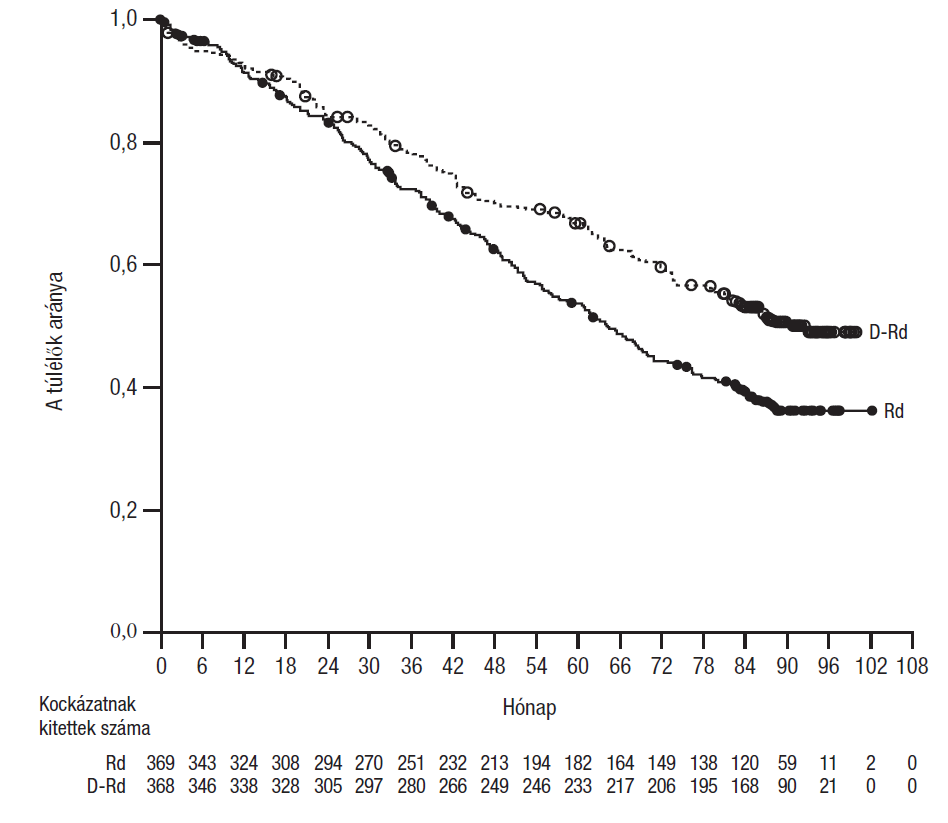 1,0
0,8
0,6
0,4
0,2
0,0
A túlélők aránya
D-Rd
Rd
0 6 12 18 24 30 36 42 48 54 60 66 72 78 84 90 96 102 108
Hónap
Kockázatnak
kitettek száma
Rd 369 343 324 308 294 270 251 232 213 194 182 164 149 138 120 59 11 2 0
D-Rd 368 346 338 328 305 297 280 266 249 246 233 217 206 195 168 90 21 0 0